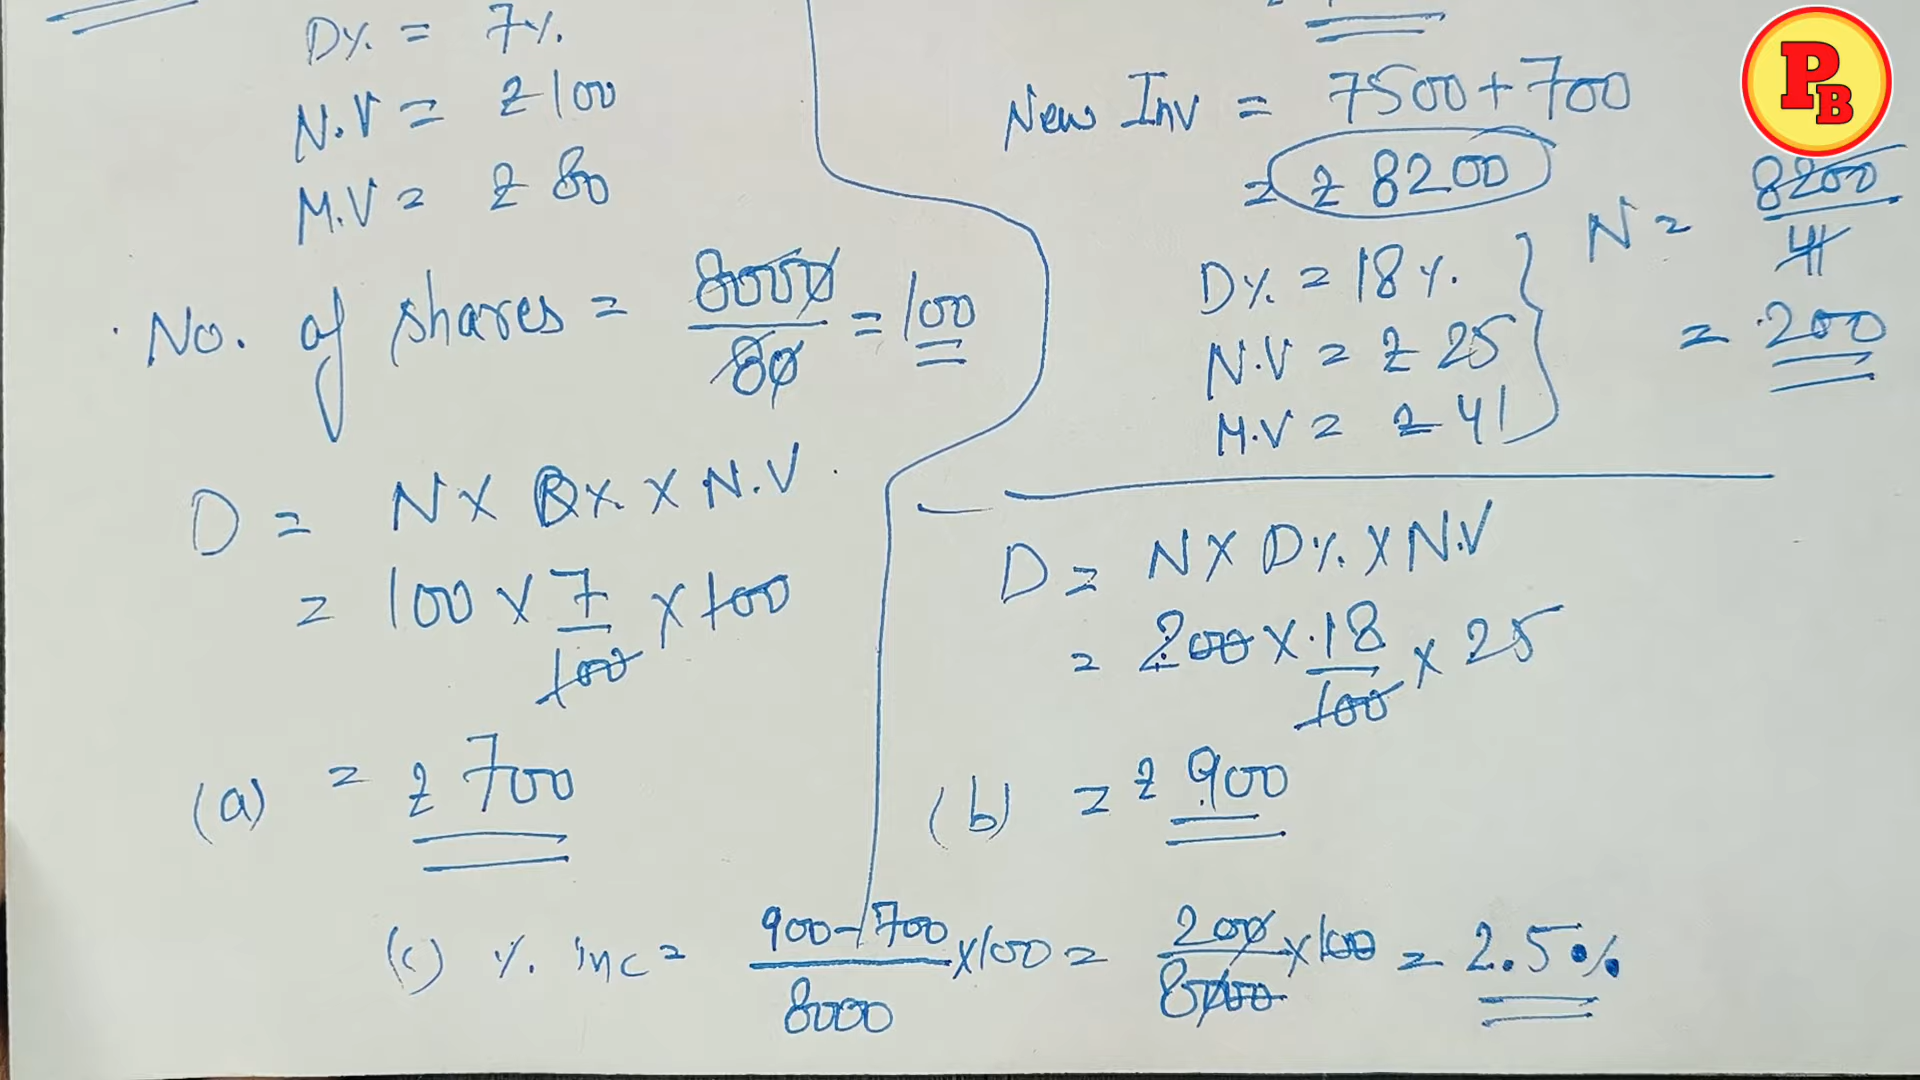 D% = 7%
N.V = ₹ 100
M.V = ₹ 80
No. of shares = 8000/80 = 100
D = N × D% × N.V
= 100 × 7/100 × 100
(a) = ₹ 700
New Inv = 7500 + 700
= ₹ 8200
D% = 18%
N.V = ₹ 25
M.V = ₹ 41
N = 8200/41
= 200
D = N × D% × N.V
= 200 × 18/100 × 25
(b) = ₹ 900
(c) % inc = 900-700/8000 × 100 = 200/8000 × 100 = 2.5%
PB